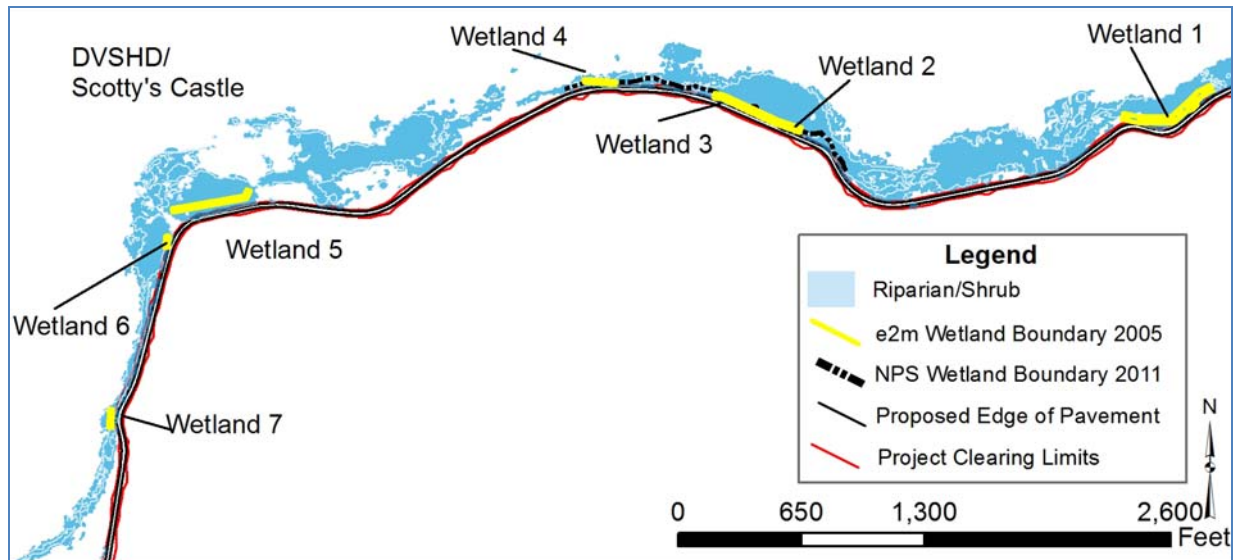 Wetland 4
Wetland 1
DVSHD/
Scotty's Castle
Wetland 2
Wetland 3
Wetland 5
Wetland 6
Wetland 7
Legend
Riparian/Shrub
e2m Wetland Boundary 2005
NPS Wetland Boundary 2011
Proposed Edge of Pavement
Project Clearing Limits
N
0 650 1,300 2,600
Feet